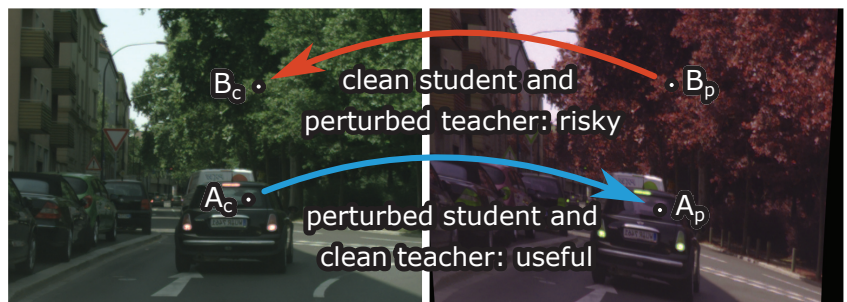 B_c
B_p
clean student and
perturbed teacher: risky
A_c
A_p
perturbed student and
clean teacher: useful